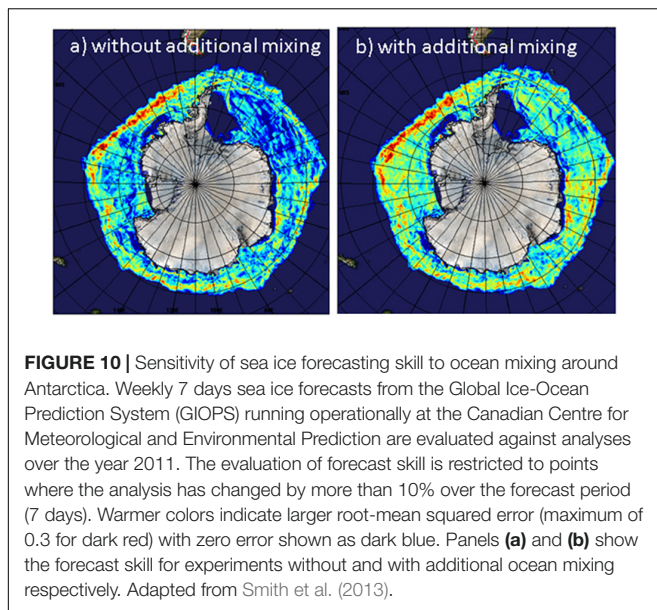 a) without additional mixing
b) with additional mixing
FIGURE 10 | Sensitivity of sea ice forecasting skill to ocean mixing around
Antarctica. Weekly 7 days sea ice forecasts from the Global Ice-Ocean
Prediction System (GIOPS) running operationally at the Canadian Centre for
Meteorological and Environmental Prediction are evaluated against analyses
over the year 2011. The evaluation of forecast skill is restricted to points
where the analysis has changed by more than 10% over the forecast period
(7 days). Warmer colors indicate larger root-mean squared error (maximum of
0.3 for dark red) with zero error shown as dark blue. Panels (a) and (b) show
the forecast skill for experiments without and with additional ocean mixing
respectively. Adapted from Smith et al. (2013).